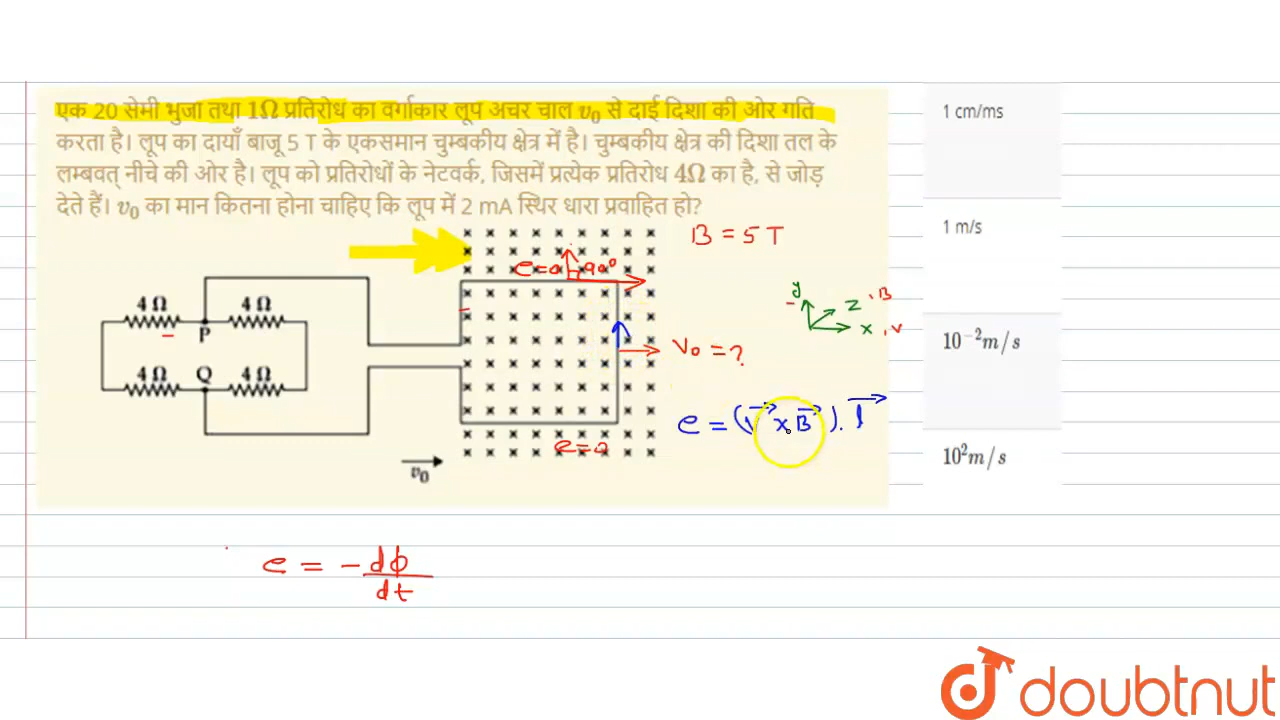 एक 20 सेमी भुजा तथा 1Ω प्रतिरोध का वर्गाकार लूप अचर चाल v₀ से दाई दिशा की ओर गति
करता है। लूप का दायाँ बाजू 5 T के एकसमान चुम्बकीय क्षेत्र में है। चुम्बकीय क्षेत्र की दिशा तल के
लम्बवत् नीचे की ओर है। लूप को प्रतिरोधों के नेटवर्क, जिसमें प्रत्येक प्रतिरोध 4Ω का है, से जोड़
देते हैं। v₀ का मान कितना होना चाहिए कि लूप में 2 mA स्थिर धारा प्रवाहित हो?
B = 5 T
e=0 90°
4 Ω 4 Ω
P
Q
4 Ω 4 Ω
y
z , B
x , v
v₀ = ?
e = (v × B) . l
e=0
v₀
e = - dϕ/dt
1 cm/ms
1 m/s
10⁻²m/s
10²m/s
doubtnut